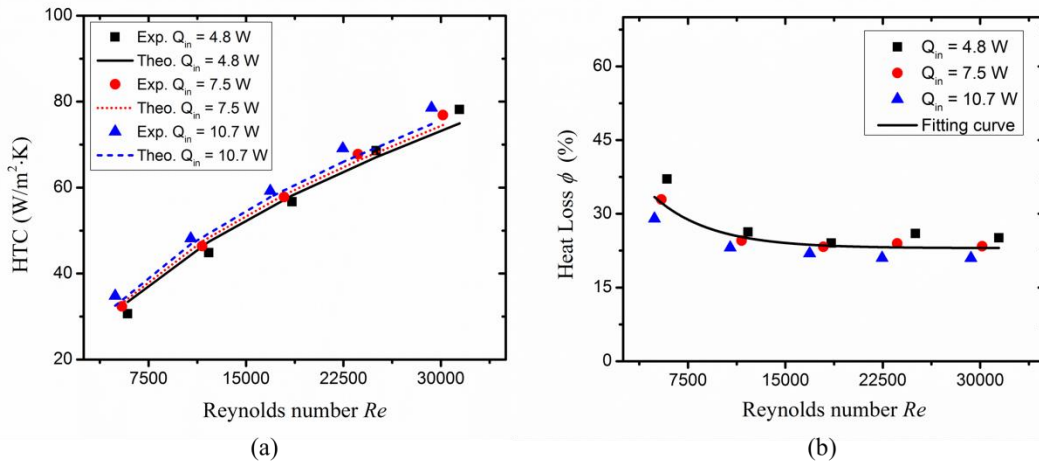 100
80
60
40
20
HTC (W/m²·K)
Exp. Q_in = 4.8 W
Theo. Q_in = 4.8 W
Exp. Q_in = 7.5 W
Theo. Q_in = 7.5 W
Exp. Q_in = 10.7 W
Theo. Q_in = 10.7 W
7500 15000 22500 30000
Reynolds number Re
(a)
60
45
30
15
0
Heat Loss ϕ (%)
Q_in = 4.8 W
Q_in = 7.5 W
Q_in = 10.7 W
Fitting curve
7500 15000 22500 30000
Reynolds number Re
(b)